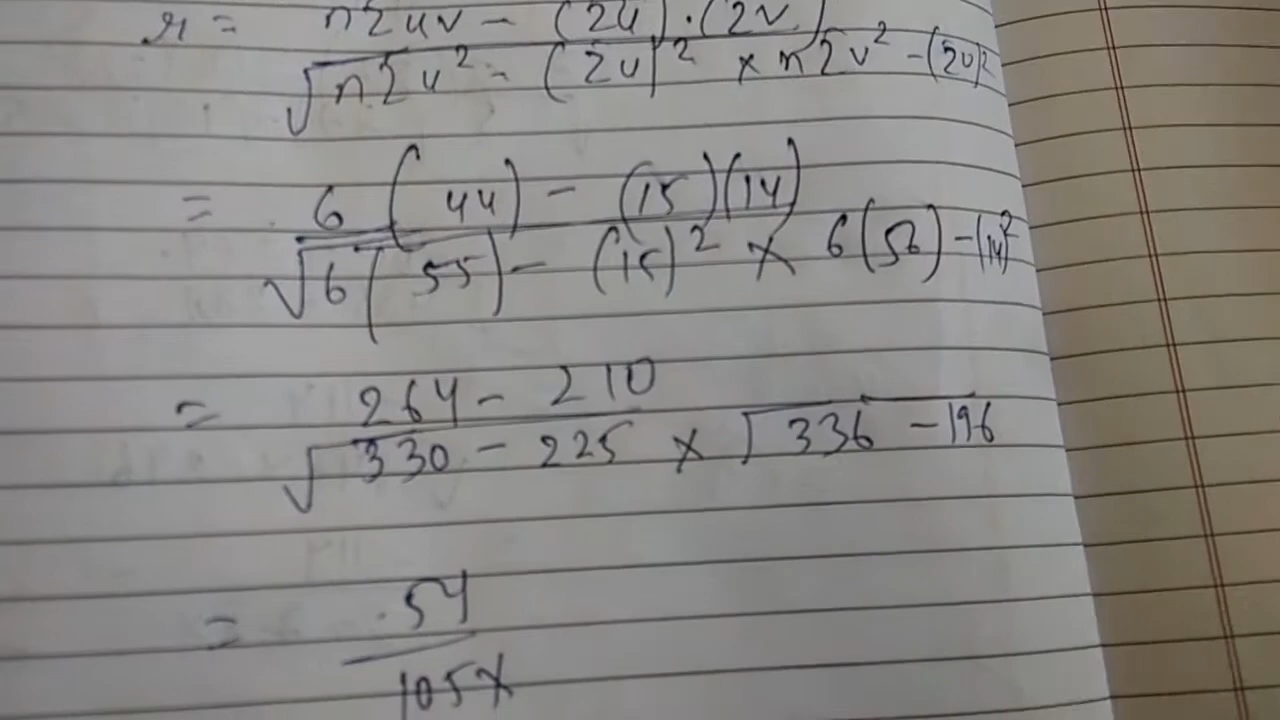 r = nΣuv - (Σu).(Σv)
√nΣu² - (Σu)² × nΣv² - (Σv)²
= 6(44) - (15)(14)
√6(55) - (15)² × 6(56) - (14)²
= 264 - 210
√330 - 225 × √336 - 196
= 54
105×